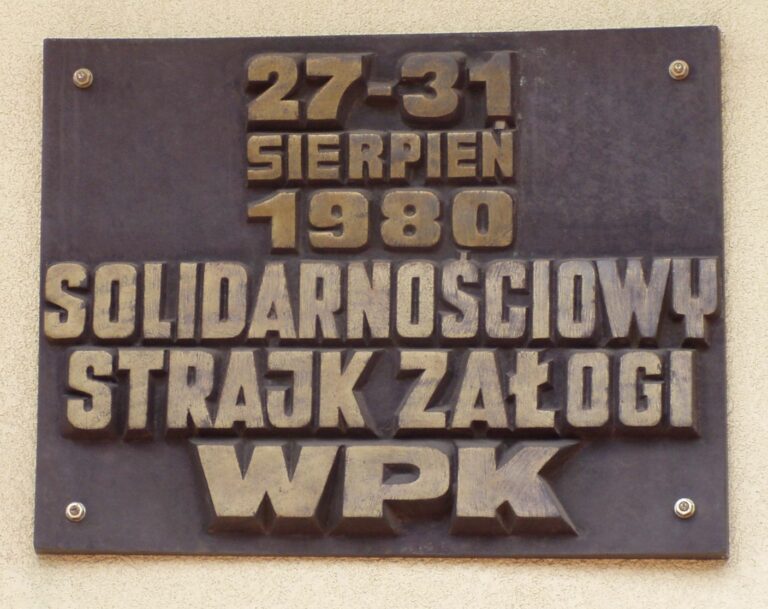 27-31
SIERPIEŃ
1980
SOLIDARNOŚCIOWY
STRAJK ZAŁOGI
WPK